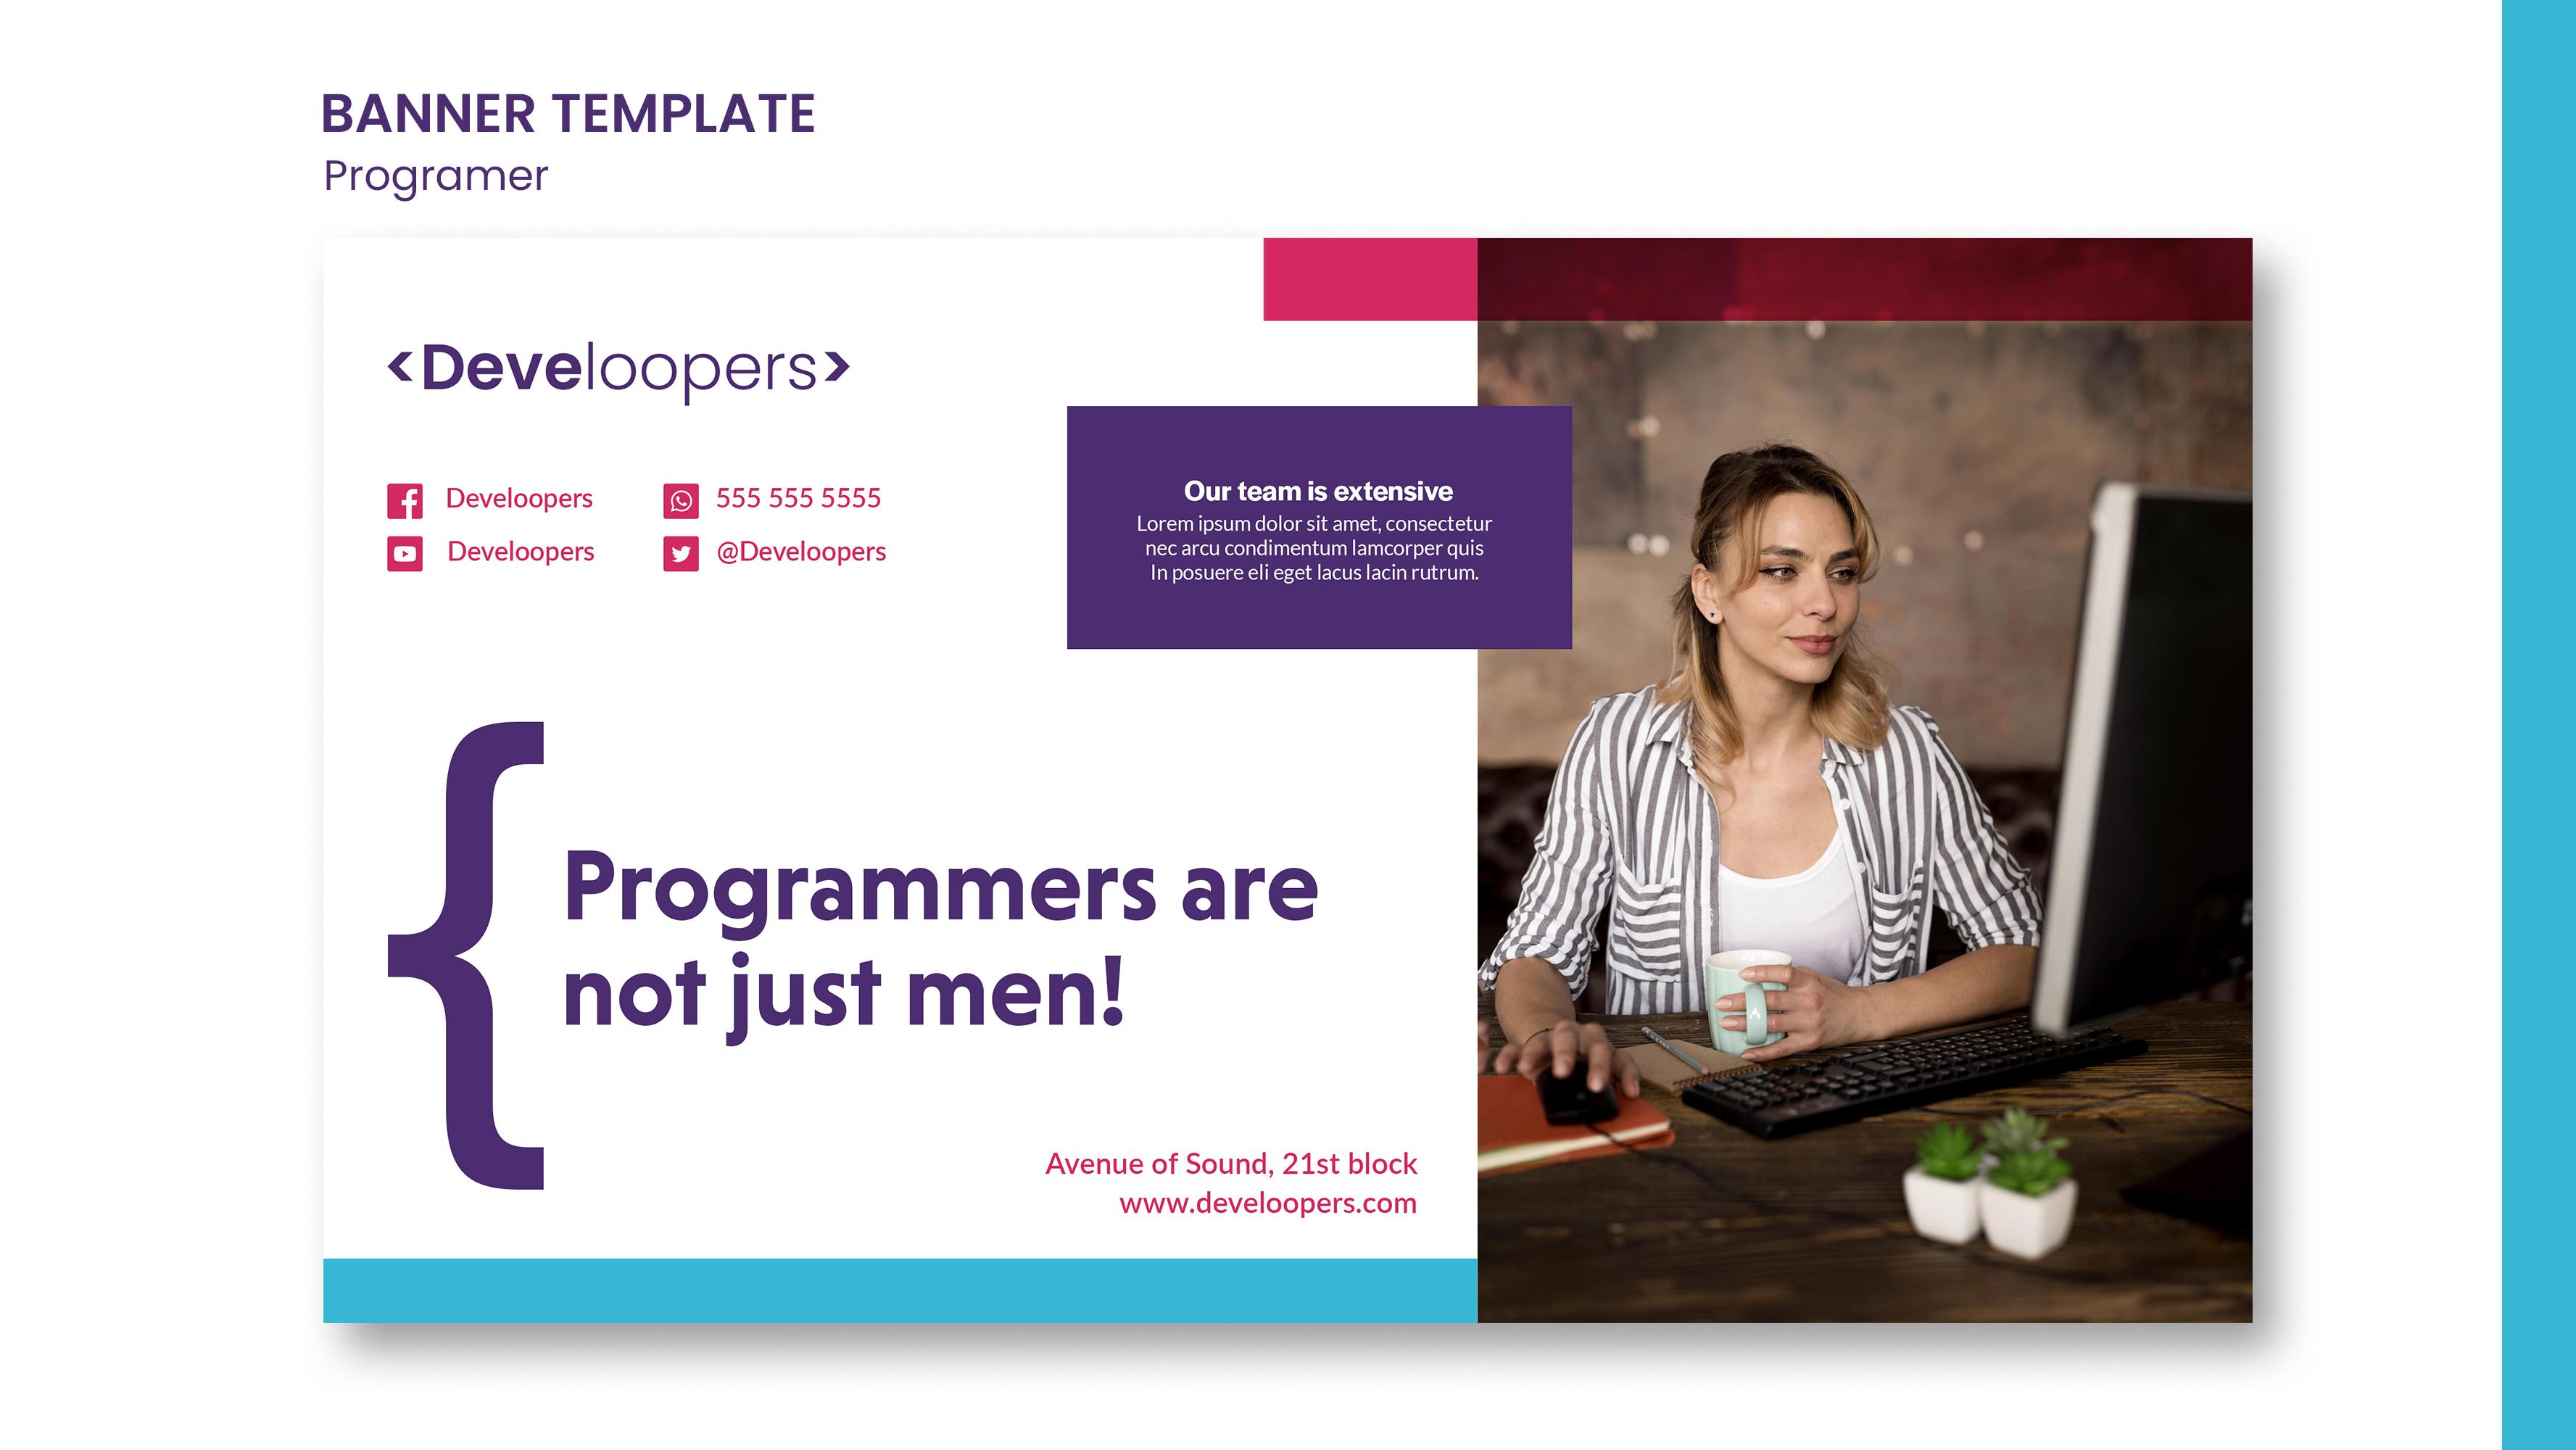 BANNER TEMPLATE
Programer
<Develoopers>
Develoopers
555 555 5555
Develoopers
@Develoopers
Our team is extensive
Lorem ipsum dolor sit amet, consectetur
nec arcu condimentum lamcorper quis
In posuere eli eget lacus lacin rutrum.
{
Programmers are
not just men!
Avenue of Sound, 21st block
www.develoopers.com